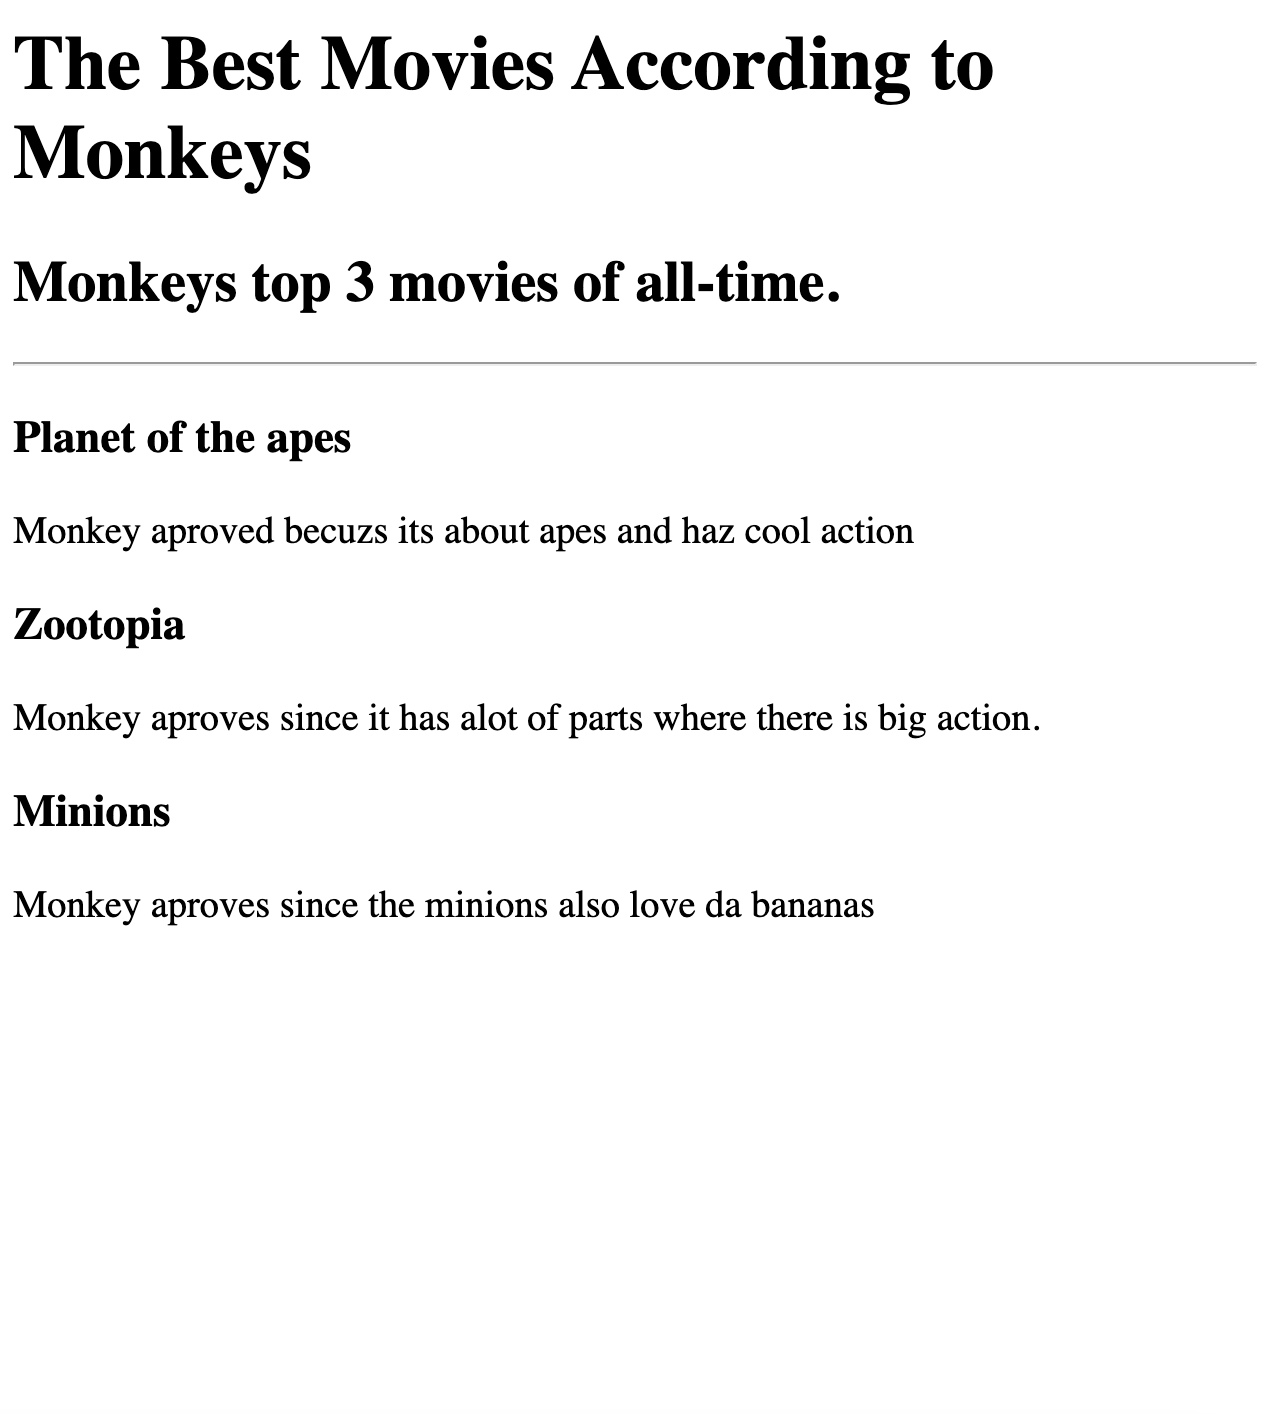 The Best Movies According to
Monkeys
Monkeys top 3 movies of all-time.
Planet of the apes
Monkey aproved becuzs its about apes and haz cool action
Zootopia
Monkey aproves since it has alot of parts where there is big action.
Minions
Monkey aproves since the minions also love da bananas